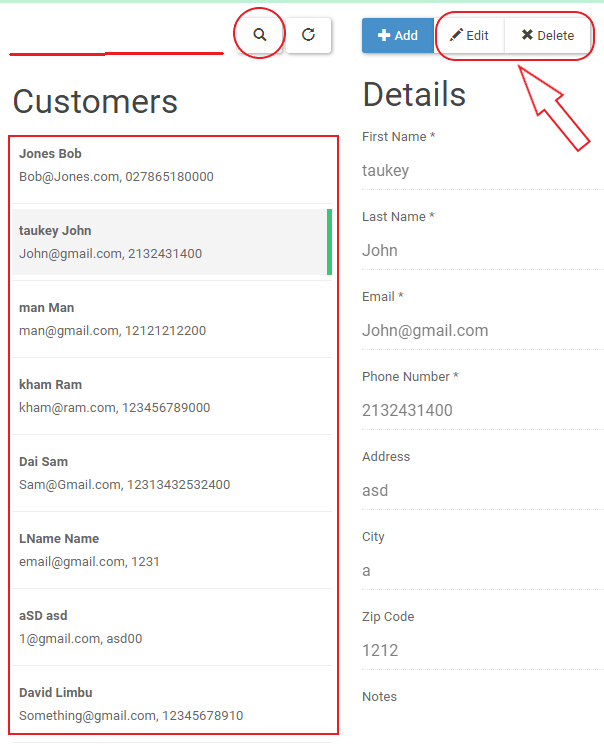 Add Edit Delete
Customers
Jones Bob
Bob@Jones.com, 027865180000
taukey John
John@gmail.com, 2132431400
man Man
man@gmail.com, 12121212200
kham Ram
kham@ram.com, 123456789000
Dai Sam
Sam@Gmail.com, 12313432532400
LName Name
email@gmail.com, 1231
aSD asd
1@gmail.com, asd00
David Limbu
Something@gmail.com, 12345678910
Details
First Name *
taukey
Last Name *
John
Email *
John@gmail.com
Phone Number *
2132431400
Address
asd
City
a
Zip Code
1212
Notes